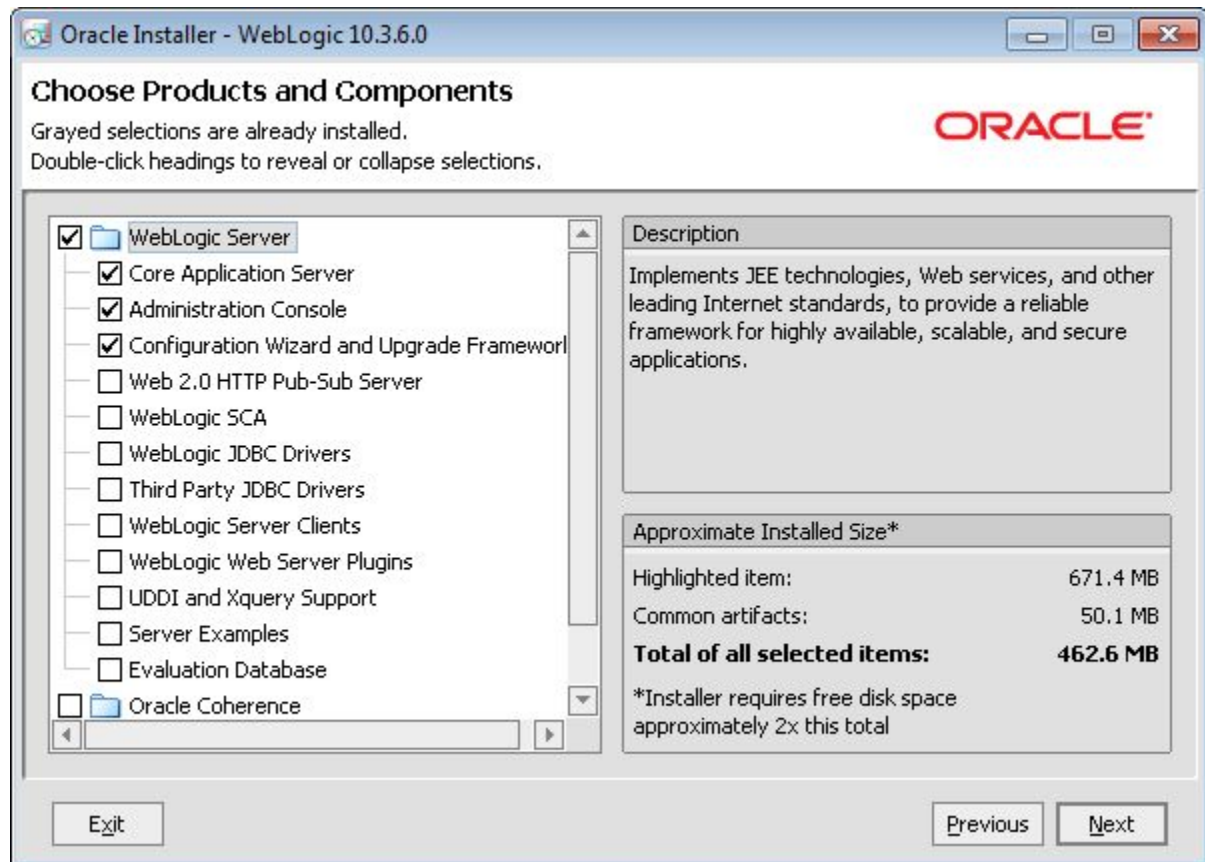 Oracle Installer - WebLogic 10.3.6.0
Choose Products and Components
Grayed selections are already installed.
Double-click headings to reveal or collapse selections.
ORACLE
WebLogic Server
Core Application Server
Administration Console
Configuration Wizard and Upgrade Framework
Web 2.0 HTTP Pub-Sub Server
WebLogic SCA
WebLogic JDBC Drivers
Third Party JDBC Drivers
WebLogic Server Clients
WebLogic Web Server Plugins
UDDI and Xquery Support
Server Examples
Evaluation Database
Oracle Coherence
Description
Implements JEE technologies, Web services, and other
leading Internet standards, to provide a reliable
framework for highly available, scalable, and secure
applications.
Approximate Installed Size*
Highlighted item: 671.4 MB
Common artifacts: 50.1 MB
Total of all selected items: 462.6 MB
*Installer requires free disk space
approximately 2x this total
Exit
Previous
Next